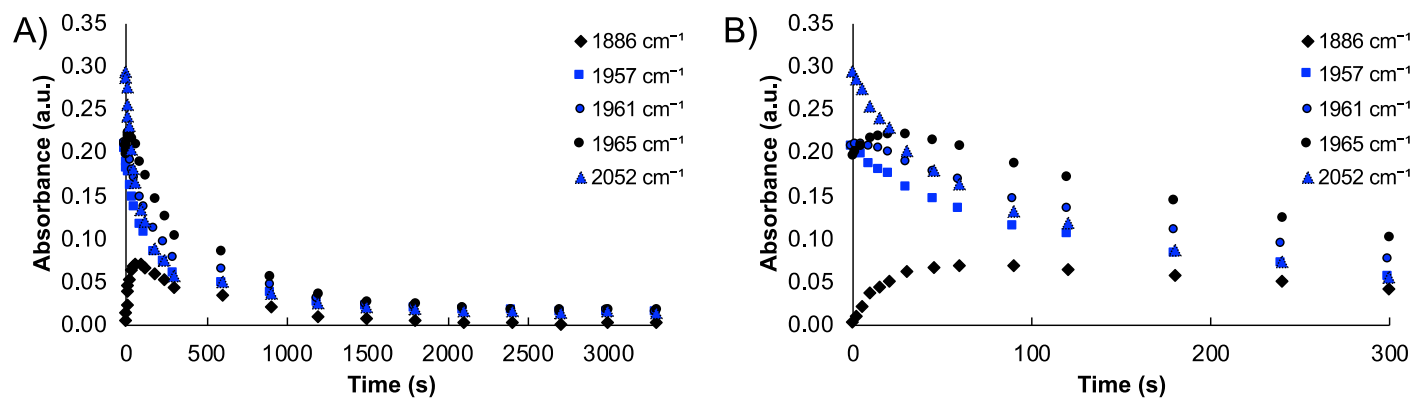 A)
0.35
0.30
0.25
0.20
0.15
0.10
0.05
0.00
Absorbance (a.u.)
0
500
1000
1500
2000
2500
3000
Time (s)
1886 cm⁻¹
1957 cm⁻¹
1961 cm⁻¹
1965 cm⁻¹
2052 cm⁻¹
B)
0.35
0.30
0.25
0.20
0.15
0.10
0.05
0.00
Absorbance (a.u.)
0
100
200
300
Time (s)
1886 cm⁻¹
1957 cm⁻¹
1961 cm⁻¹
1965 cm⁻¹
2052 cm⁻¹